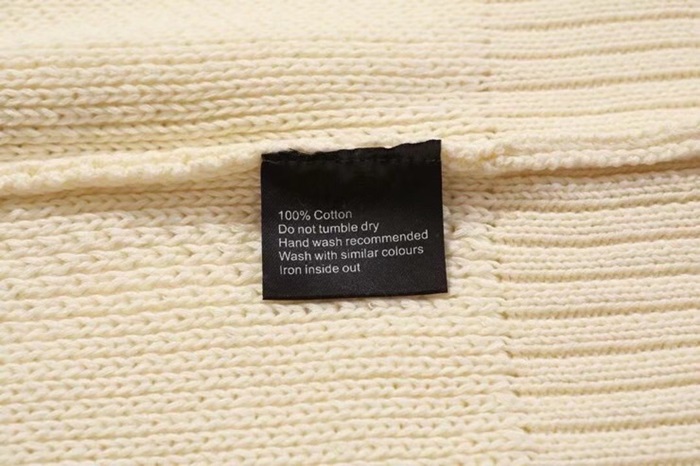 100% Cotton
Do not tumble dry
Hand wash recommended
Wash with similar colours
Iron inside out